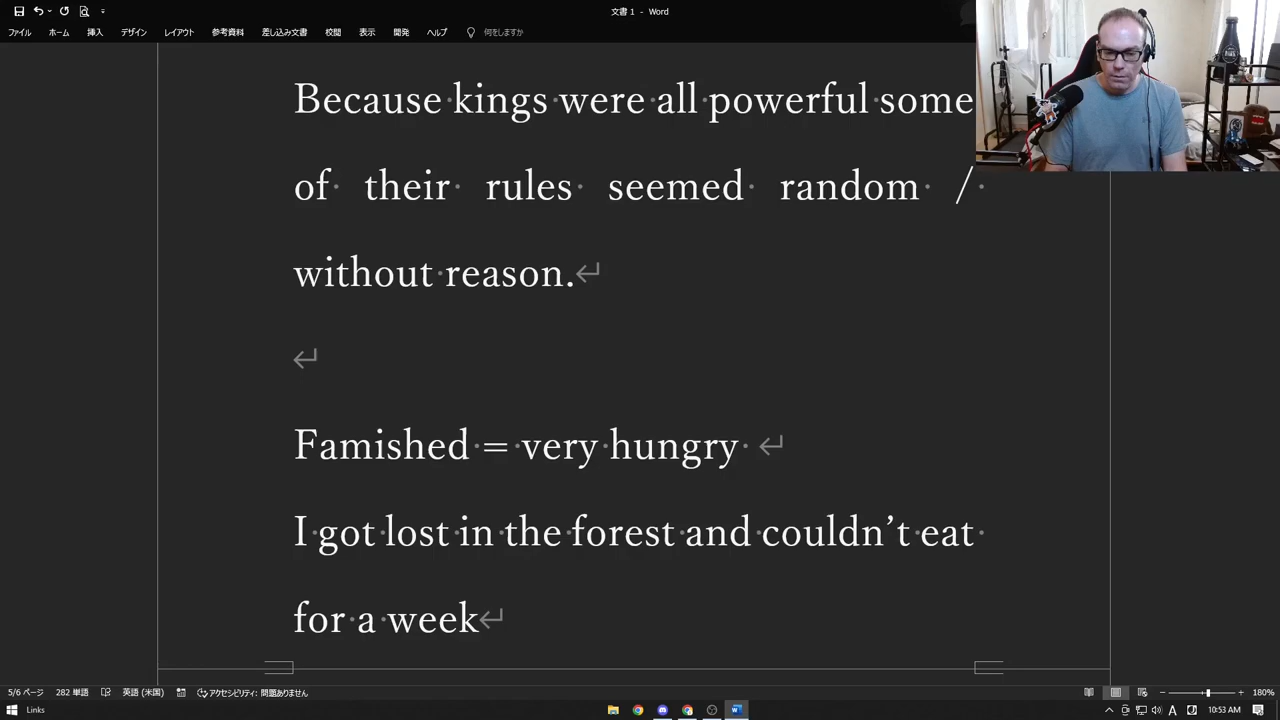 文書 1 - Word
ファイル ホーム 挿入 デザイン レイアウト 参考資料 差し込み文書 校閲 表示 開発 ヘルプ 何をしますか
Because kings were all powerful some
of their rules seemed random /
without reason.
Famished = very hungry
I got lost in the forest and couldn’t eat
for a week
5/6 ページ 282 単語 英語 (米国) アクセシビリティ: 問題ありません 180%
Links A 10:53 AM